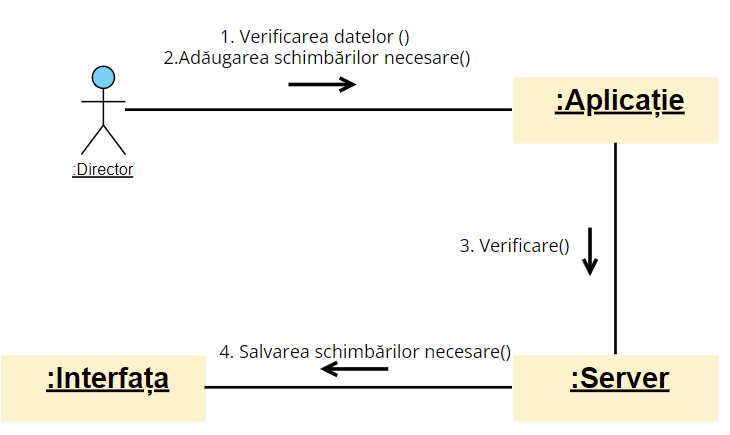 1. Verificarea datelor ()
2.Adăugarea schimbărilor necesare()
:Director
:Aplicație
3. Verificare()
4. Salvarea schimbărilor necesare()
:Interfața
:Server